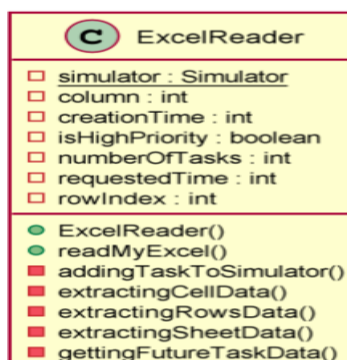 C ExcelReader
simulator : Simulator
column : int
creationTime : int
isHighPriority : boolean
numberOfTasks : int
requestedTime : int
rowIndex : int
ExcelReader()
readMyExcel()
addingTaskToSimulator()
extractingCellData()
extractingRowsData()
extractingSheetData()
gettingFutureTaskData()